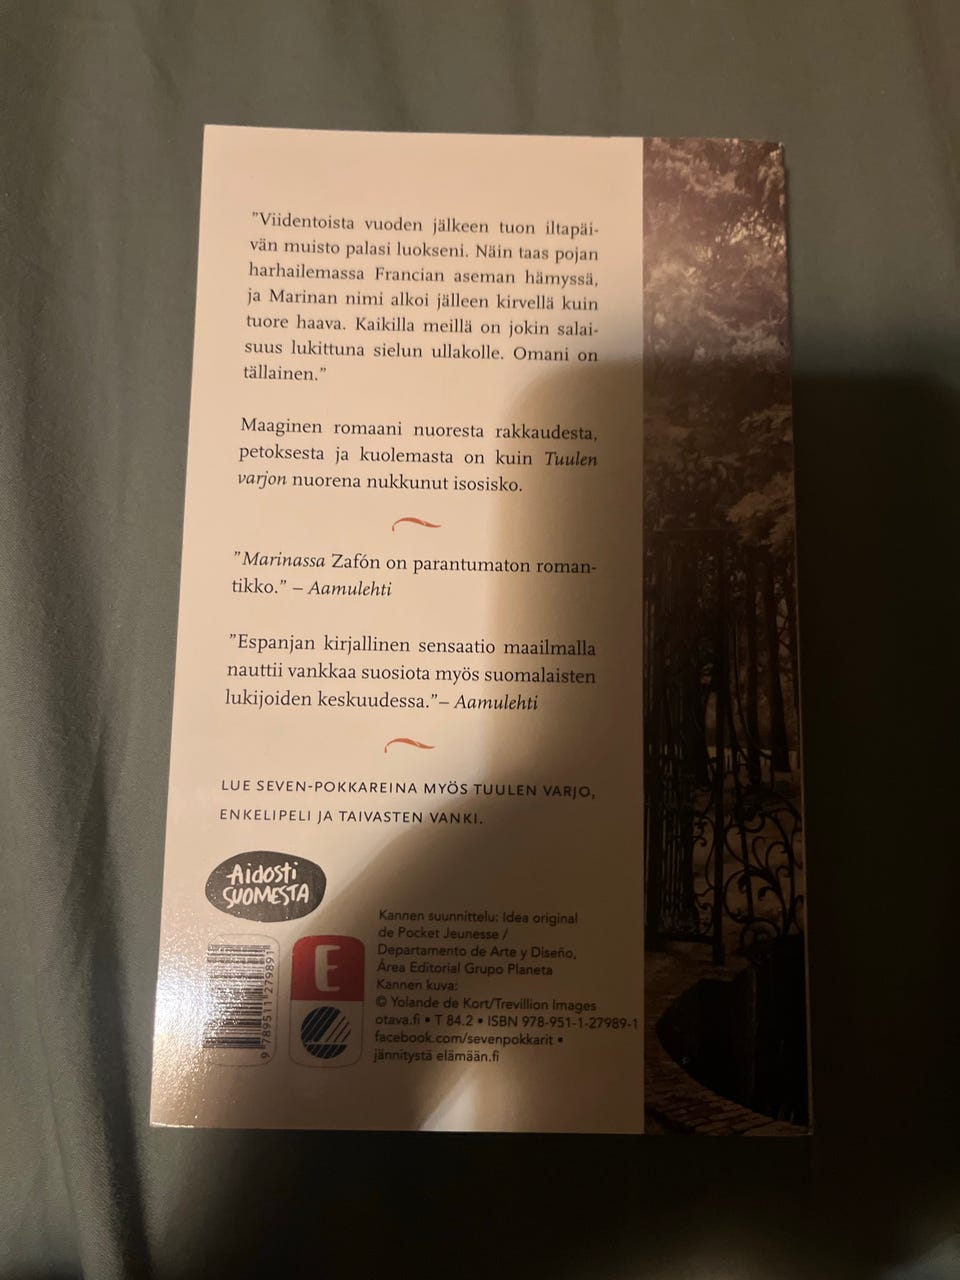 ”Viidentoista vuoden jälkeen tuon iltapäi-
vän muisto palasi luokseni. Näin taas pojan
harhailemassa Francian aseman hämyssä,
ja Marinan nimi alkoi jälleen kirvellä kuin
tuore haava. Kaikilla meillä on jokin salai-
suus lukittuna sielun ullakolle. Omani on
tällainen.”
Maaginen romaani nuoresta rakkaudesta,
petoksesta ja kuolemasta on kuin Tuulen
varjon nuorena nukkunut isosisko.
”Marinassa Zafón on parantumaton roman-
tikko.” – Aamulehti
”Espanjan kirjallinen sensaatio maailmalla
nauttii vankkaa suosiota myös suomalaisten
lukijoiden keskuudessa.”– Aamulehti
LUE SEVEN-POKKAREINA MYÖS TUULEN VARJO,
ENKELIPELI JA TAIVASTEN VANKI.
Aidosti
SUOMESTA
9 789511 279891
E
Kannen suunnittelu: Idea original
de Pocket Jeunesse /
Departamento de Arte y Diseño,
Área Editorial Grupo Planeta
Kannen kuva:
© Yolande de Kort/Trevillion Images
otava.fi • T 84.2 • ISBN 978-951-1-27989-1
facebook.com/sevenpokkarit •
jännitystä elämään.fi